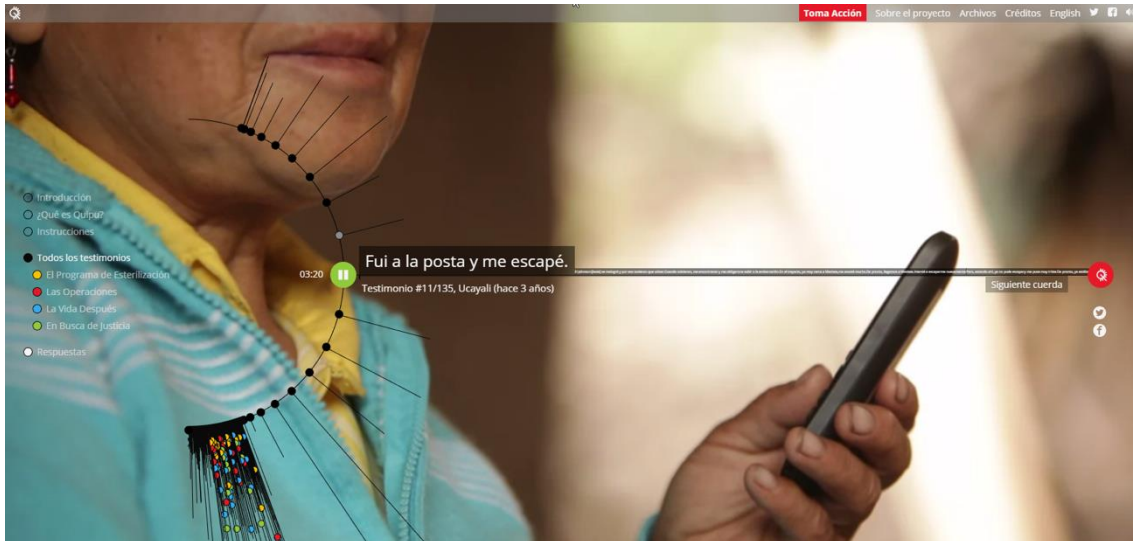 Toma Acción Sobre el proyecto Archivos Créditos English
Introducción
¿Qué es Quipu?
Instrucciones
Todos los testimonios
El Programa de Esterilización
Las Operaciones
La Vida Después
En Busca de Justicia
Respuestas
03:20
Fui a la posta y me escapé.
Testimonio #11/135, Ucayali (hace 3 años)
Siguiente cuerda